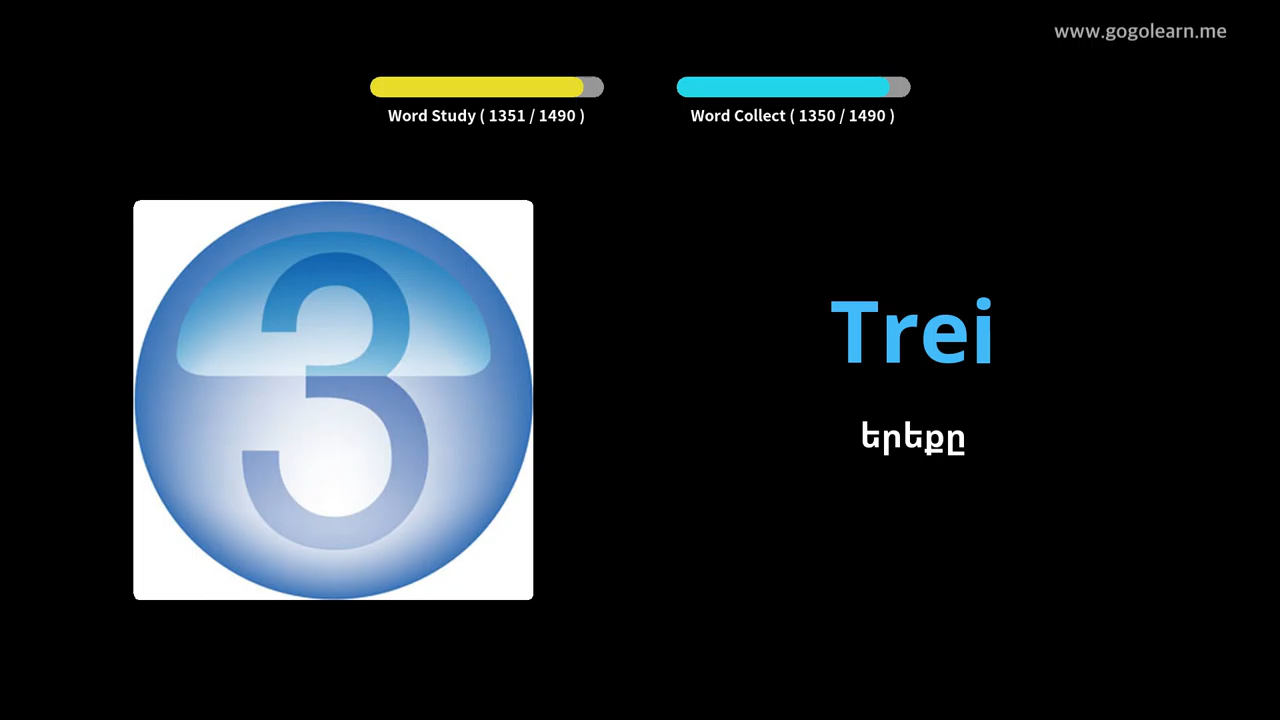 www.gogolearn.me
Word Study ( 1351 / 1490 )
Word Collect ( 1350 / 1490 )
3
Trei
երեքը